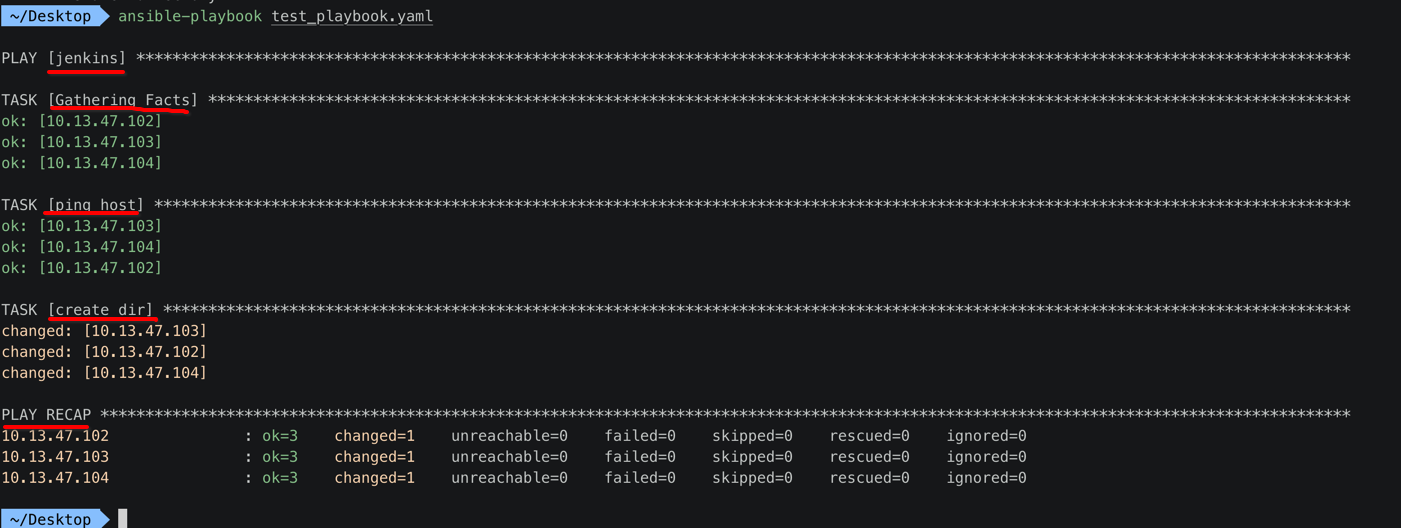 ~/Desktop ansible-playbook test_playbook.yaml
PLAY [jenkins] ***************************************************************************************************************************************
TASK [Gathering Facts] *******************************************************************************************************************************
ok: [10.13.47.102]
ok: [10.13.47.103]
ok: [10.13.47.104]
TASK [ping host] *************************************************************************************************************************************
ok: [10.13.47.103]
ok: [10.13.47.104]
ok: [10.13.47.102]
TASK [create dir] ************************************************************************************************************************************
changed: [10.13.47.103]
changed: [10.13.47.102]
changed: [10.13.47.104]
PLAY RECAP *******************************************************************************************************************************************
10.13.47.102 : ok=3 changed=1 unreachable=0 failed=0 skipped=0 rescued=0 ignored=0
10.13.47.103 : ok=3 changed=1 unreachable=0 failed=0 skipped=0 rescued=0 ignored=0
10.13.47.104 : ok=3 changed=1 unreachable=0 failed=0 skipped=0 rescued=0 ignored=0
~/Desktop